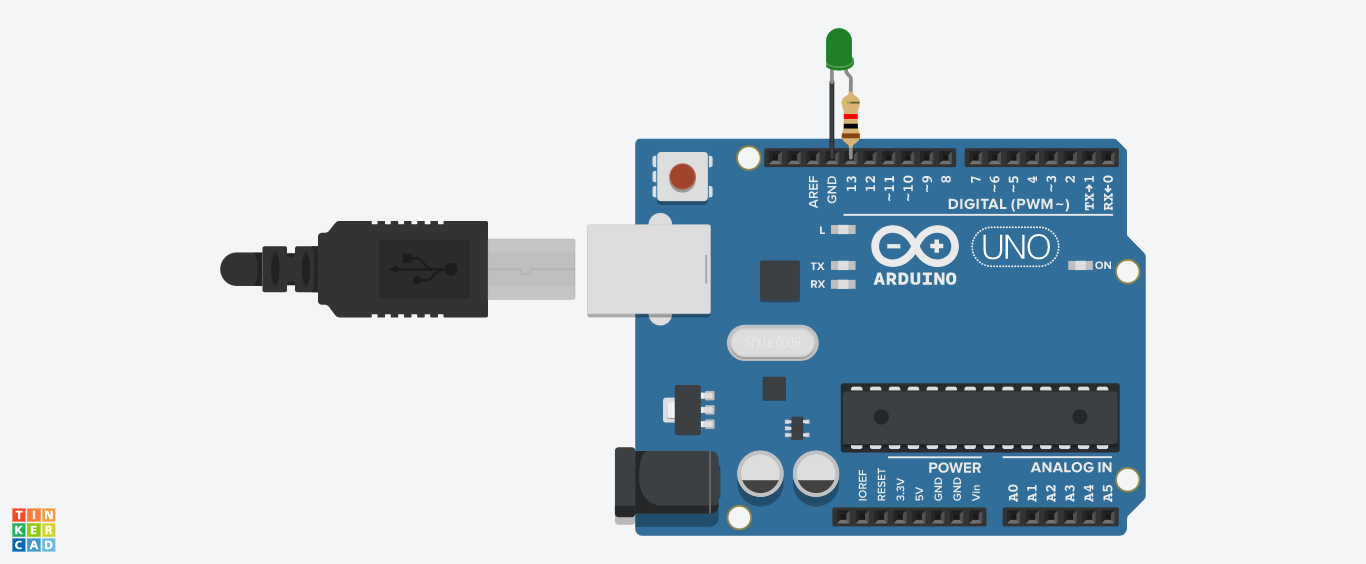 AREF
GND
13
12
~11
~10
~9
8
7
~6
~5
4
~3
2
TX→1
RX←0
DIGITAL (PWM~)
L
TX
RX
ARDUINO
UNO
ON
SPK16.000G
POWER
ANALOG IN
IOREF
RESET
3.3V
5V
GND
GND
Vin
A0
A1
A2
A3
A4
A5
TIN
KER
CAD